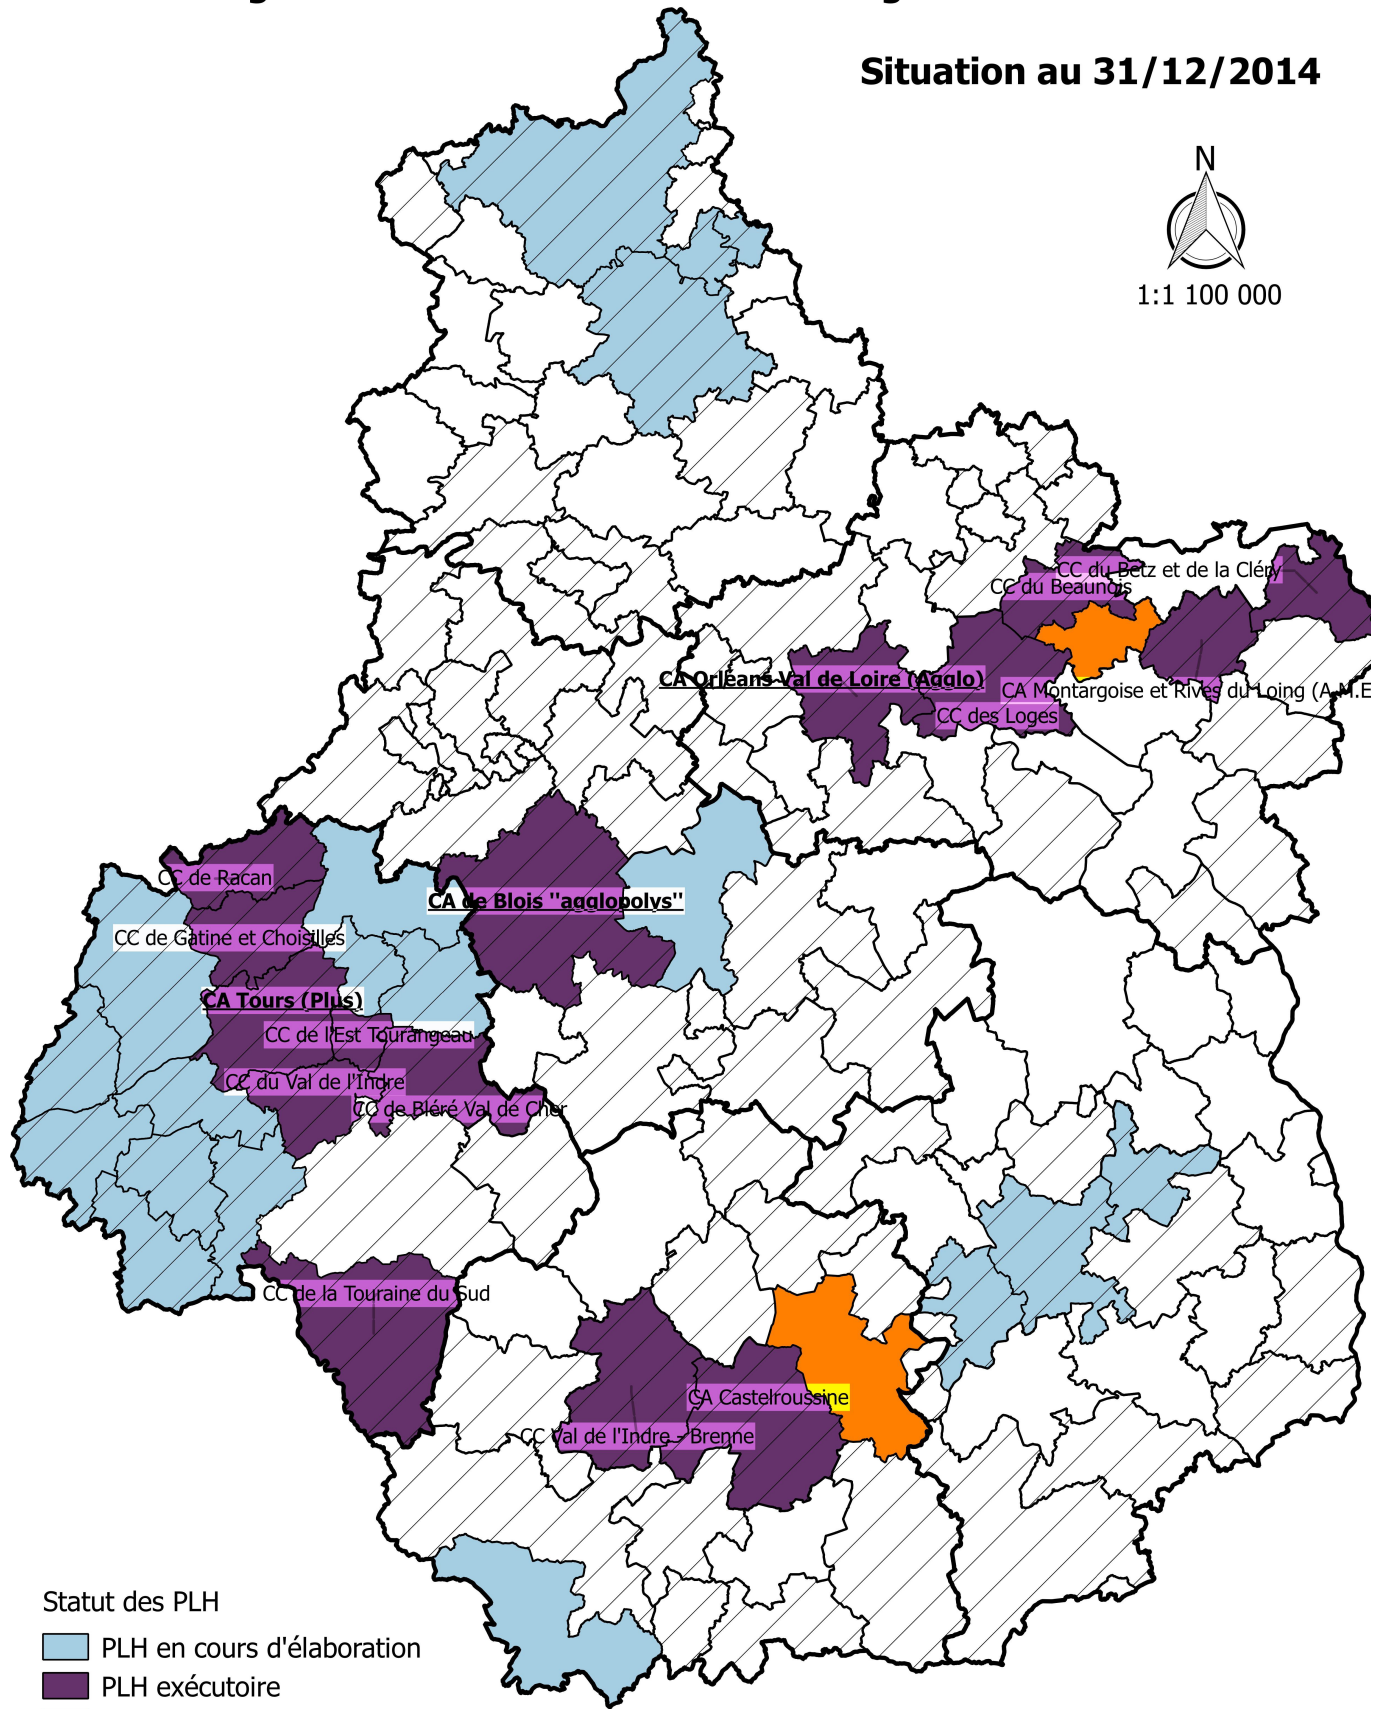 Situation au 31/12/2014
N
1:1 100 000
CC du Betz et de la Cléry
CC du Beaunois
CA Orléans Val de Loire (Agglo)
CA Montargoise et Rives du Loing (A.M.E
CC des Loges
CC de Racan
CA de Blois "agglopolys"
CC de Gatine et Choisilles
CA Tours (Plus)
CC de l'Est Tourangeau
CC du Val de l'Indre
CC de Bléré Val de Cher
CC de la Touraine du Sud
CA Castelroussine
CC Val de l'Indre - Brenne
Statut des PLH
PLH en cours d'élaboration
PLH exécutoire